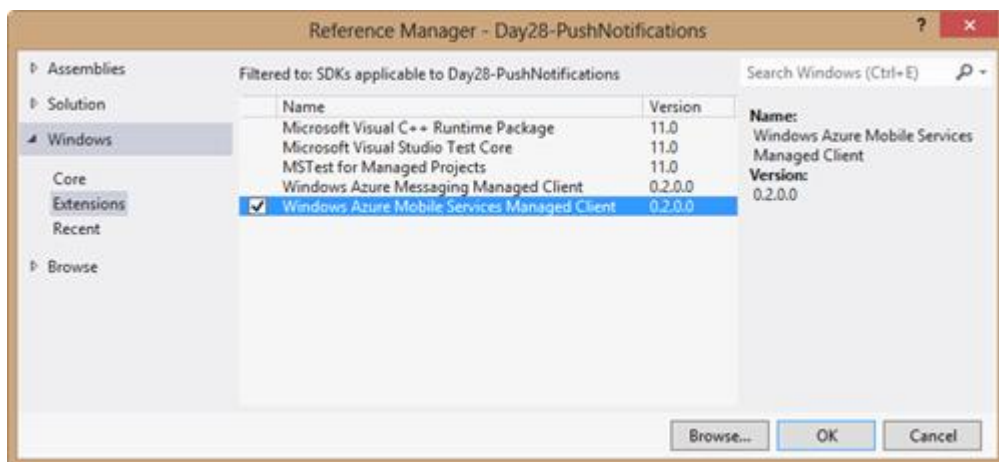 Reference Manager - Day28-PushNotifications
?
Assemblies
Solution
Windows
Core
Extensions
Recent
Browse
Filtered to: SDKs applicable to Day28-PushNotifications
Name Version
Microsoft Visual C++ Runtime Package 11.0
Microsoft Visual Studio Test Core 11.0
MSTest for Managed Projects 11.0
Windows Azure Messaging Managed Client 0.2.0.0
Windows Azure Mobile Services Managed Client 0.2.0.0
Search Windows (Ctrl+E)
Name:
Windows Azure Mobile Services
Managed Client
Version:
0.2.0.0
Browse... OK Cancel